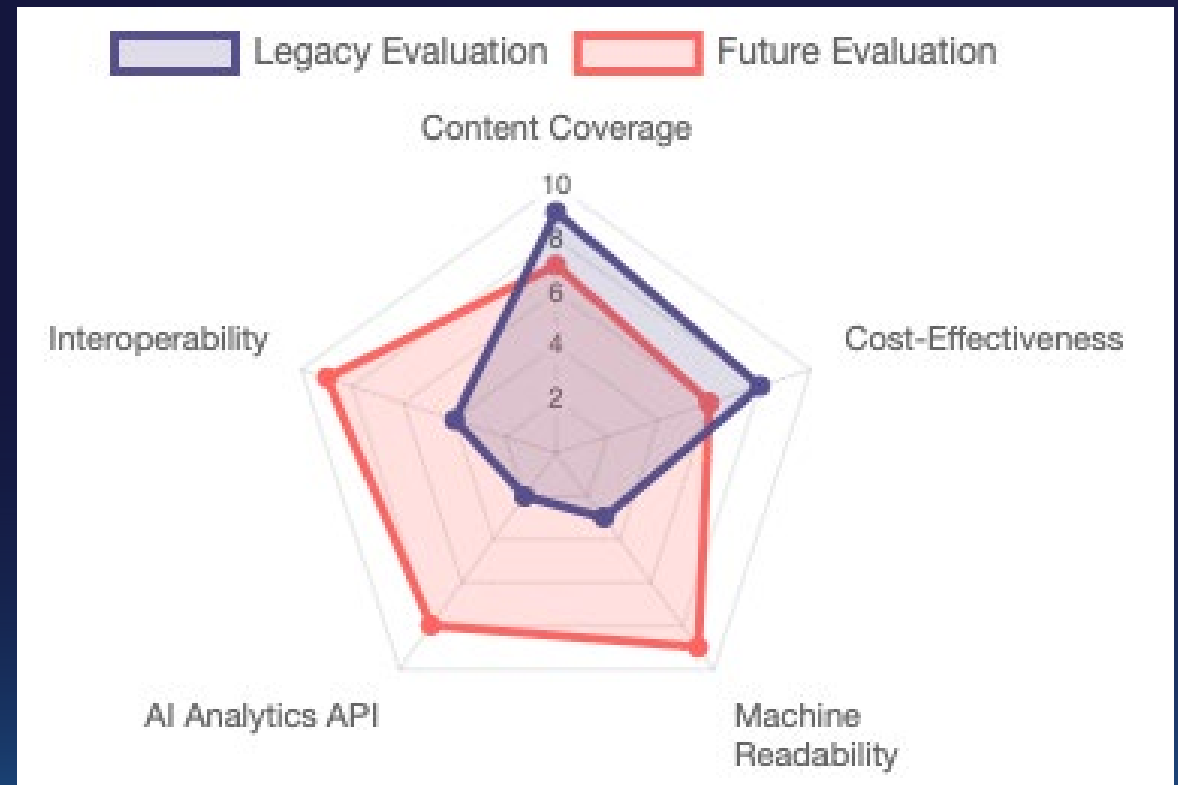 Legacy Evaluation
Future Evaluation
Content Coverage
10
8
6
4
2
Interoperability
Cost-Effectiveness
AI Analytics API
Machine
Readability